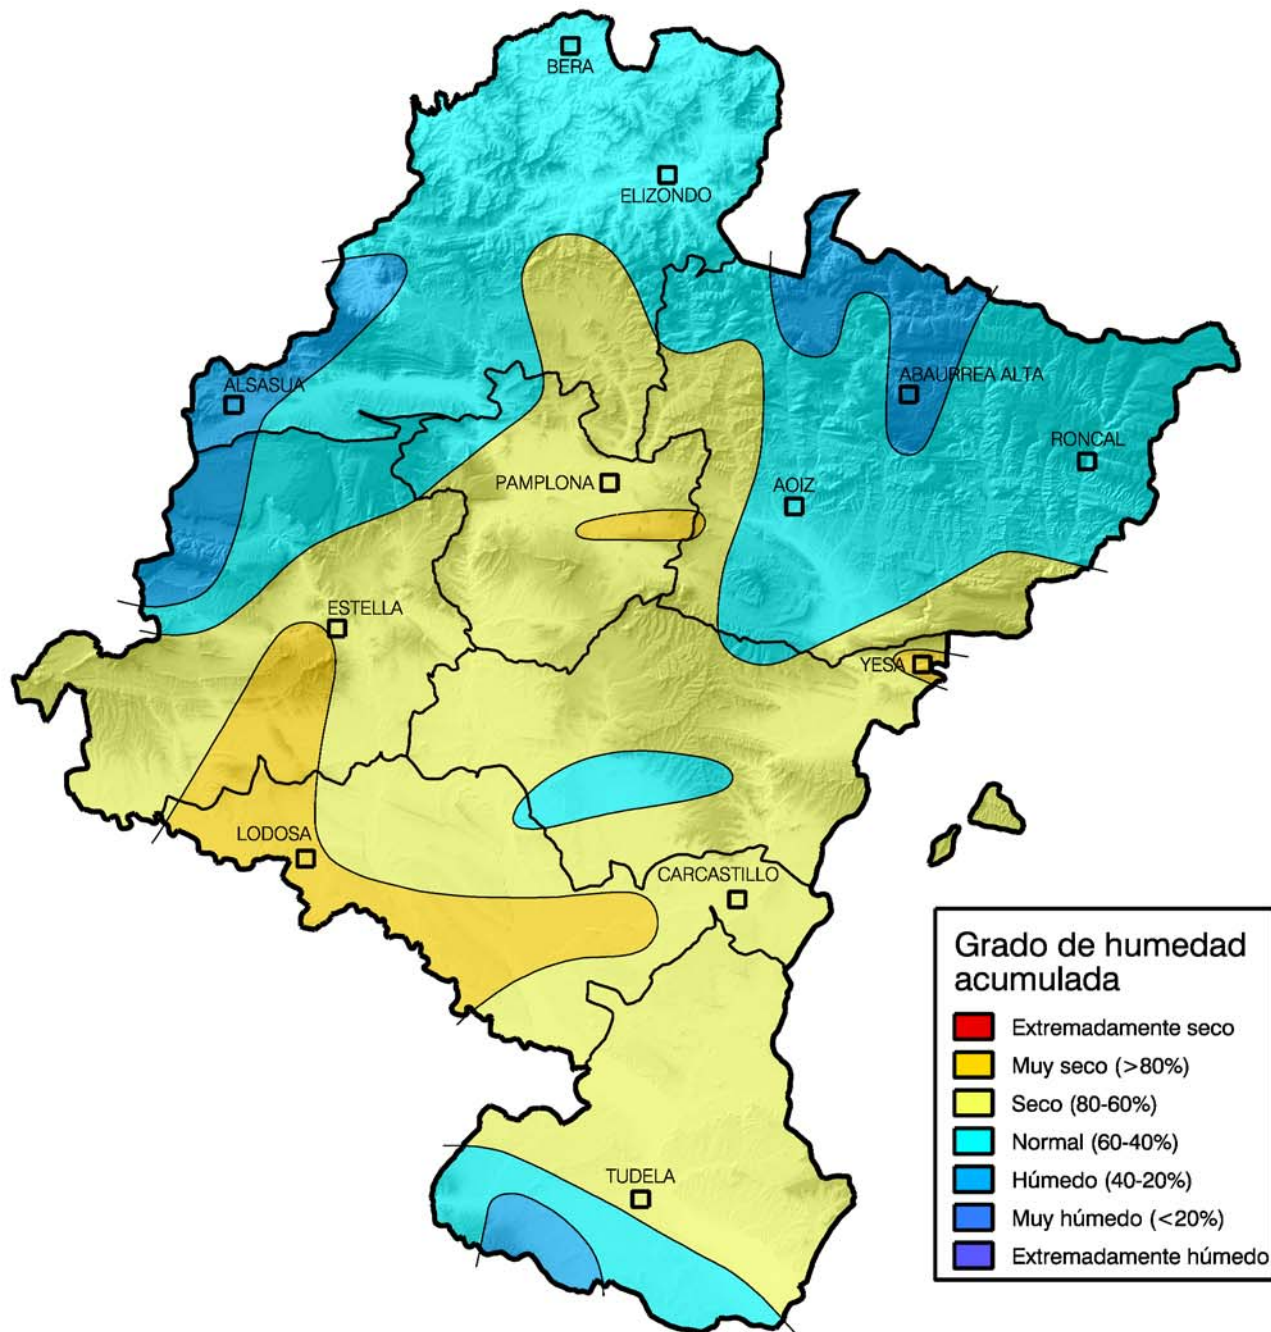 BERA
ELIZONDO
ALSASUA
ABAURREA ALTA
RONCAL
PAMPLONA
AOIZ
ESTELLA
YESA
LODOSA
CARCASTILLO
TUDELA
Grado de humedad
acumulada
Extremadamente seco
Muy seco (>80%)
Seco (80-60%)
Normal (60-40%)
Húmedo (40-20%)
Muy húmedo (<20%)
Extremadamente húmedo